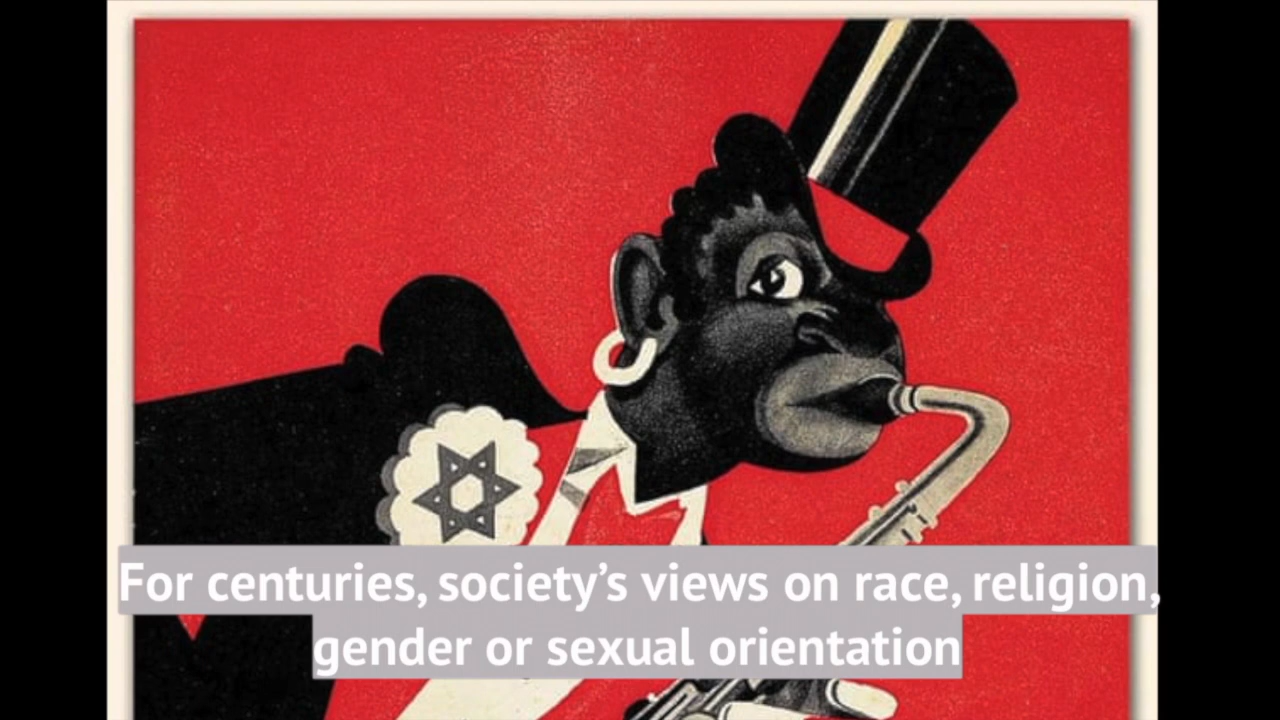 For centuries, society’s views on race, religion,
gender or sexual orientation